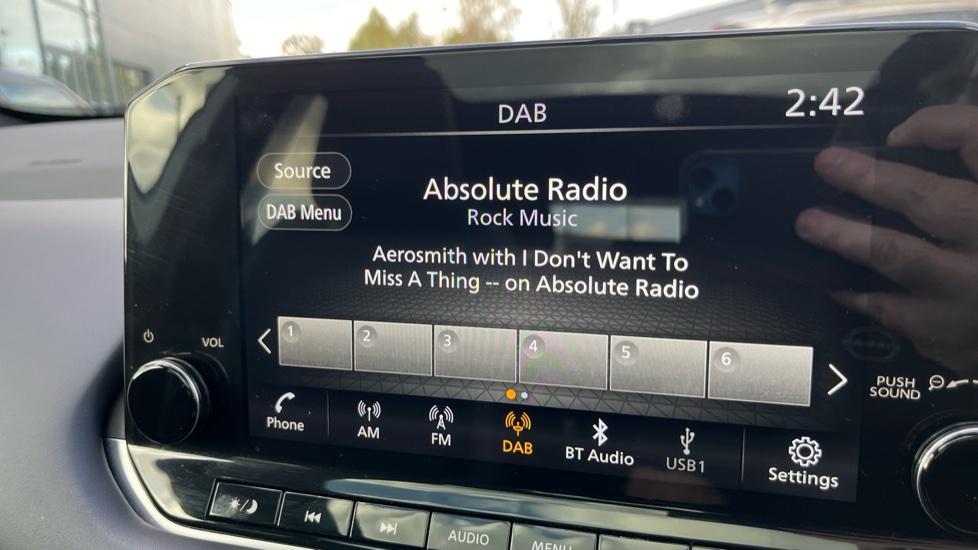 DAB
2:42
Source
Absolute Radio
DAB Menu
Rock Music
Aerosmith with I Don't Want To
Miss A Thing -- on Absolute Radio
VOL
1 2 3 4 5 6
PUSH
SOUND
Phone
AM
FM
DAB
BT Audio
USB1
Settings
AUDIO
MENU